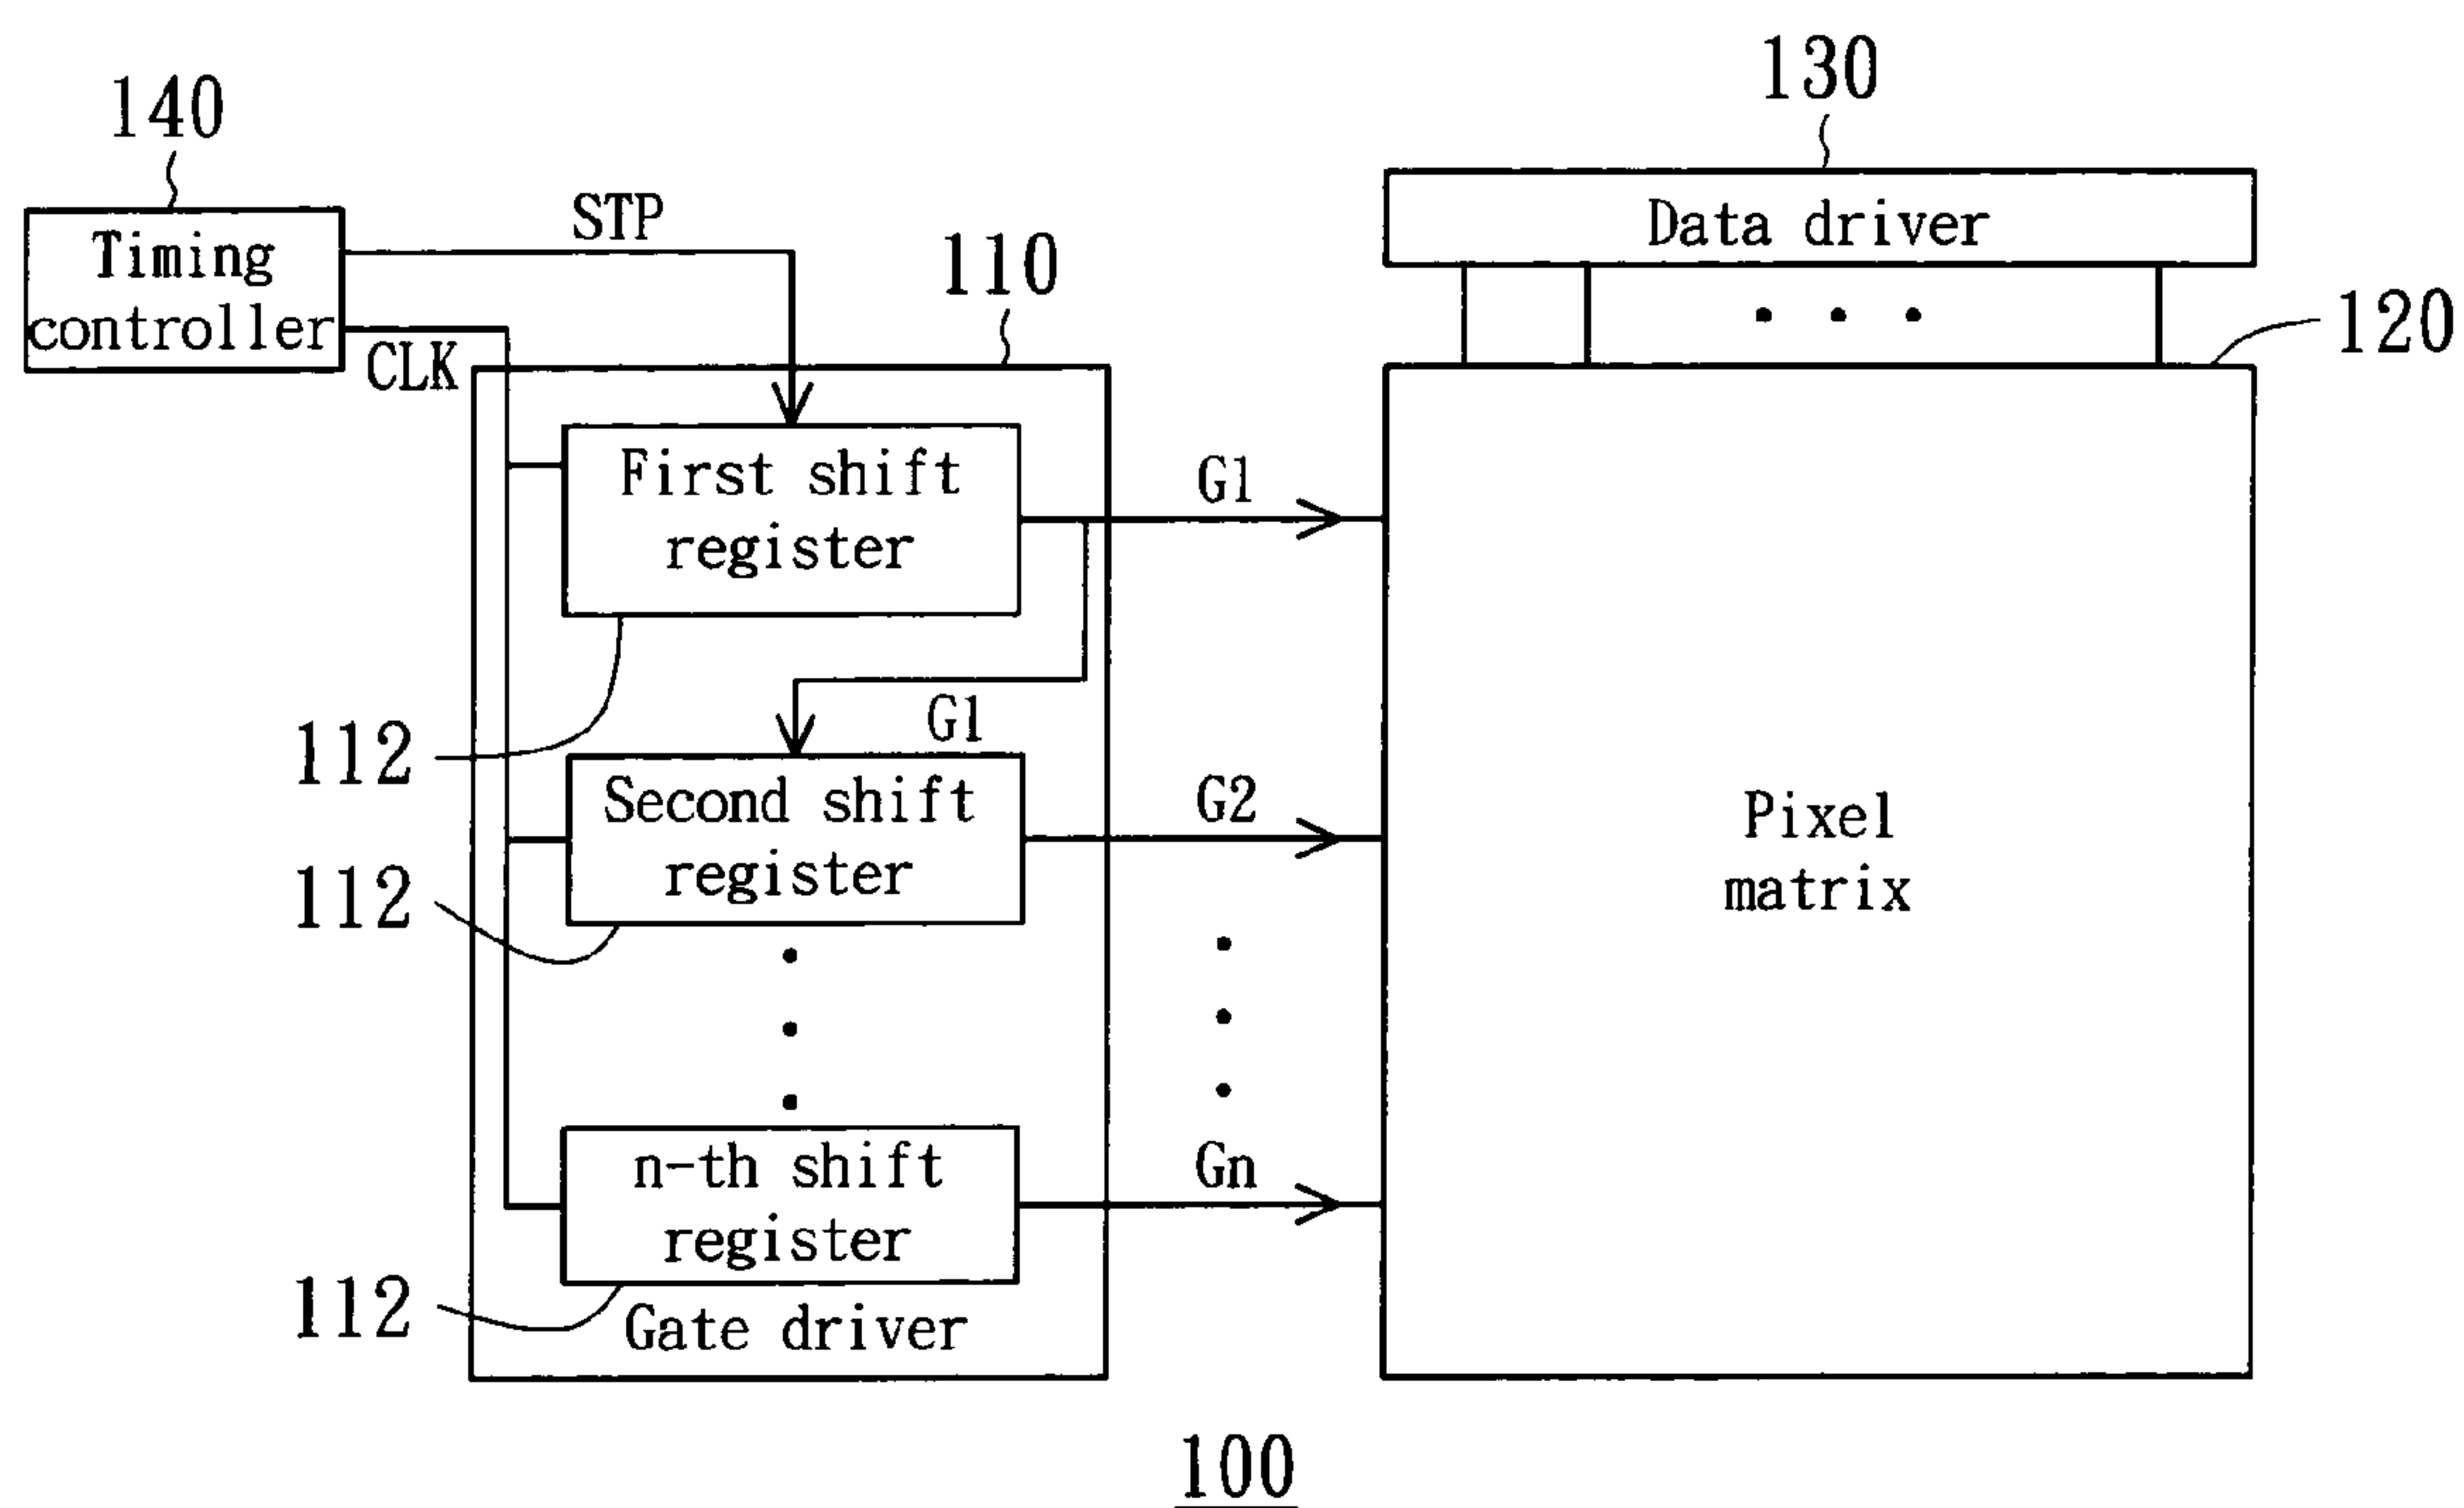 130
140
STP
Timing
controller
CLK
110
Data driver
120
First shift
register
G1
112
G1
Second shift
register
G2
112
Pixel
matrix
n-th shift
register
Gn
112
Gate driver
100